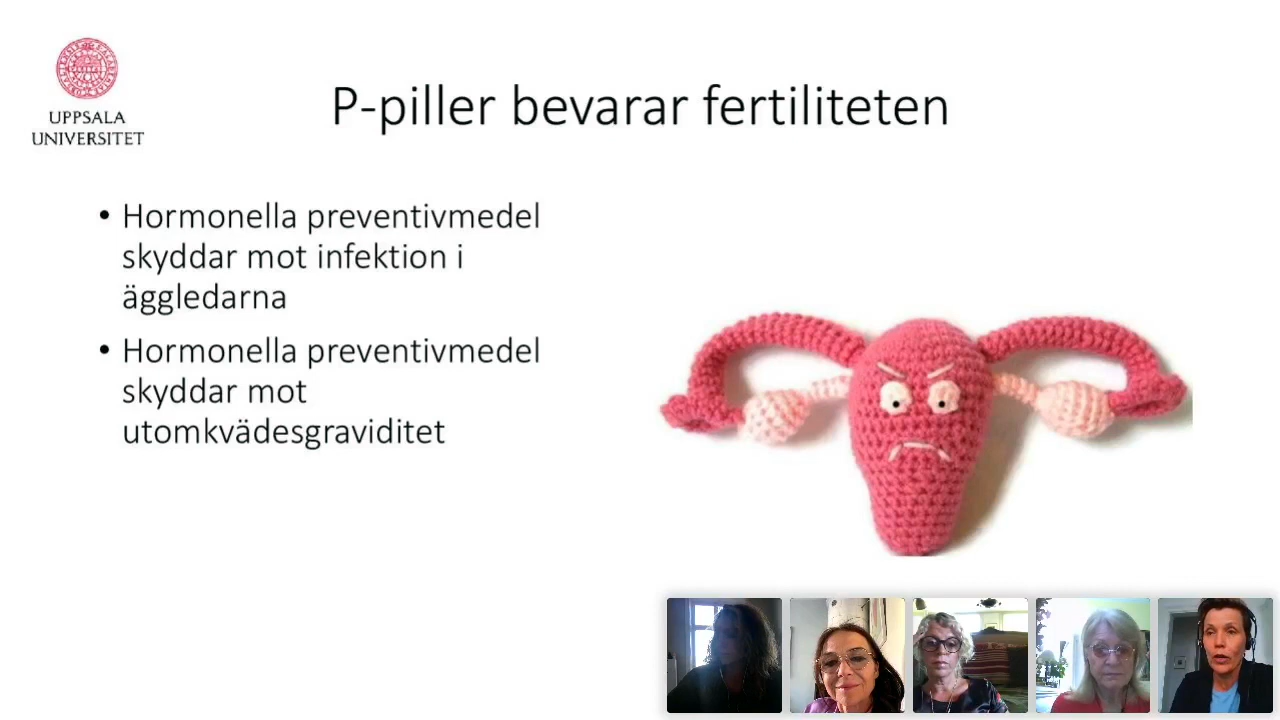 UPPSALA
UNIVERSITET
P-piller bevarar fertiliteten
• Hormonella preventivmedel
skyddar mot infektion i
äggledarna
• Hormonella preventivmedel
skyddar mot
utomkvädesgraviditet